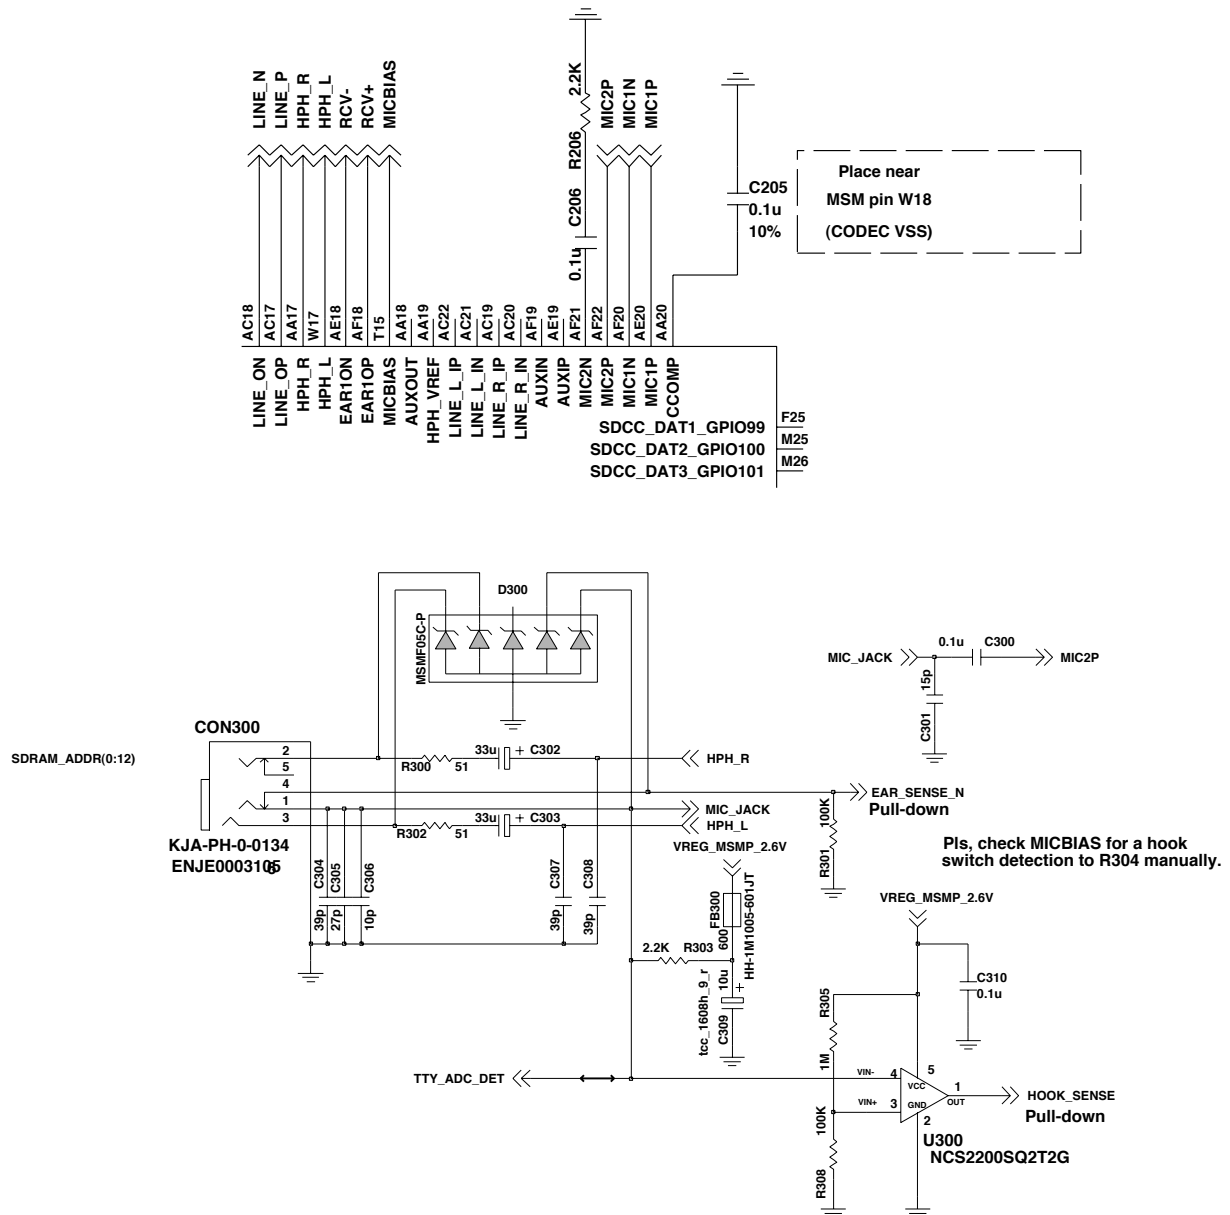 LINE_N
LINE_P
HPH_R
HPH_L
RCV-
RCV+
MICBIAS
2.2K
R206
C206
0.1u
MIC2P
MIC1N
MIC1P
C205
0.1u
10%
Place near
MSM pin W18
(CODEC VSS)
AC18
AC17
AA17
W17
AE18
AF18
T15
AA18
AA19
AC22
AC21
AC19
AC20
AF19
AE19
AF21
AF22
AF20
AE20
AA20
LINE_ON
LINE_OP
HPH_R
HPH_L
EAR1ON
EAR1OP
MICBIAS
AUXOUT
HPH_VREF
LINE_L_IP
LINE_L_IN
LINE_R_IP
LINE_R_IN
AUXIN
AUXIP
MIC2N
MIC2P
MIC1N
MIC1P
CCOMP
SDCC_DAT1_GPIO99 F25
SDCC_DAT2_GPIO100 M25
SDCC_DAT3_GPIO101 M26
D300
MSMF05C-P
MIC_JACK
0.1u C300
MIC2P
15p
C301
CON300
SDRAM_ADDR(0:12)
2
5
4
1
3
R300 51
33u + C302
HPH_R
EAR_SENSE_N
Pull-down
MIC_JACK
R302 51
33u + C303
HPH_L
KJA-PH-0-0134
C304
39p
C305
27p
C306
10p
C307
39p
C308
39p
100K
R301
VREG_MSMP_2.6V
FB300
600
HH-1M1005-601JT
2.2K R303
10u +
C309
tcc_1608h_9_r
Pls, check MICBIAS for a hook
switch detection to R304 manually.
VREG_MSMP_2.6V
C310
0.1u
R305
1M
TTY_ADC_DET
VIN- 4
VIN+ 3
VCC 5
GND 2
1
OUT
HOOK_SENSE
Pull-down
100K
R308
U300
NCS2200SQ2T2G